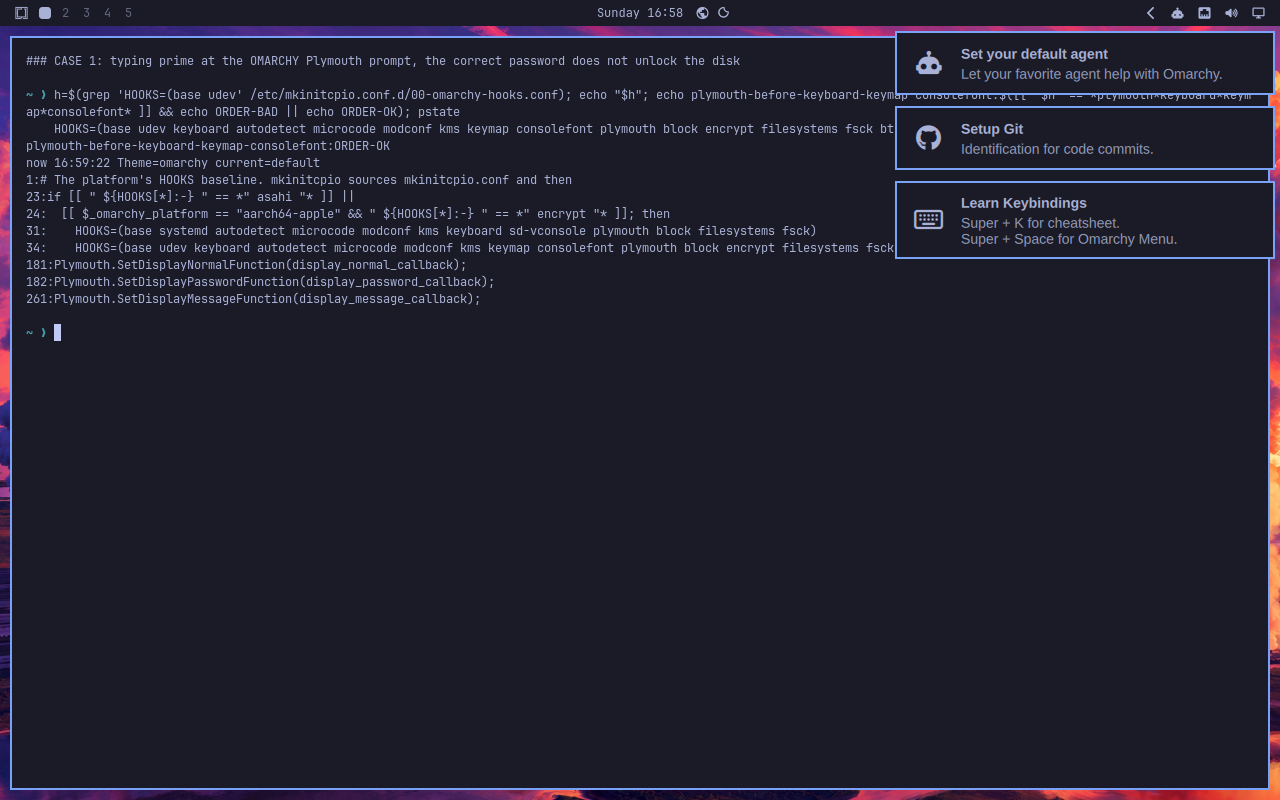 2 3 4 5
Sunday 16:58
### CASE 1: typing prime at the OMARCHY Plymouth prompt, the correct password does not unlock the disk
~ ❯ h=$(grep 'HOOKS=(base udev' /etc/mkinitcpio.conf.d/00-omarchy-hooks.conf); echo "$h"; echo plymouth-before-keyboard-keymap-consolefont:$([[ "$h" == *plymouth*keyboard*keym
ap*consolefont* ]] && echo ORDER-BAD || echo ORDER-OK); pstate
HOOKS=(base udev keyboard autodetect microcode modconf kms keymap consolefont plymouth block encrypt filesystems fsck bt
plymouth-before-keyboard-keymap-consolefont:ORDER-OK
now 16:59:22 Theme=omarchy current=default
1:# The platform's HOOKS baseline. mkinitcpio sources mkinitcpio.conf and then
23:if [[ " ${HOOKS[*]:-} " == *" asahi "* ]] ||
24:  [[ $_omarchy_platform == "aarch64-apple" && " ${HOOKS[*]:-} " == *" encrypt "* ]]; then
31:    HOOKS=(base systemd autodetect microcode modconf kms keyboard sd-vconsole plymouth block filesystems fsck)
34:    HOOKS=(base udev keyboard autodetect microcode modconf kms keymap consolefont plymouth block encrypt filesystems fsck
181:Plymouth.SetDisplayNormalFunction(display_normal_callback);
182:Plymouth.SetDisplayPasswordFunction(display_password_callback);
261:Plymouth.SetDisplayMessageFunction(display_message_callback);
~ ❯
Set your default agent
Let your favorite agent help with Omarchy.
Setup Git
Identification for code commits.
Learn Keybindings
Super + K for cheatsheet.
Super + Space for Omarchy Menu.